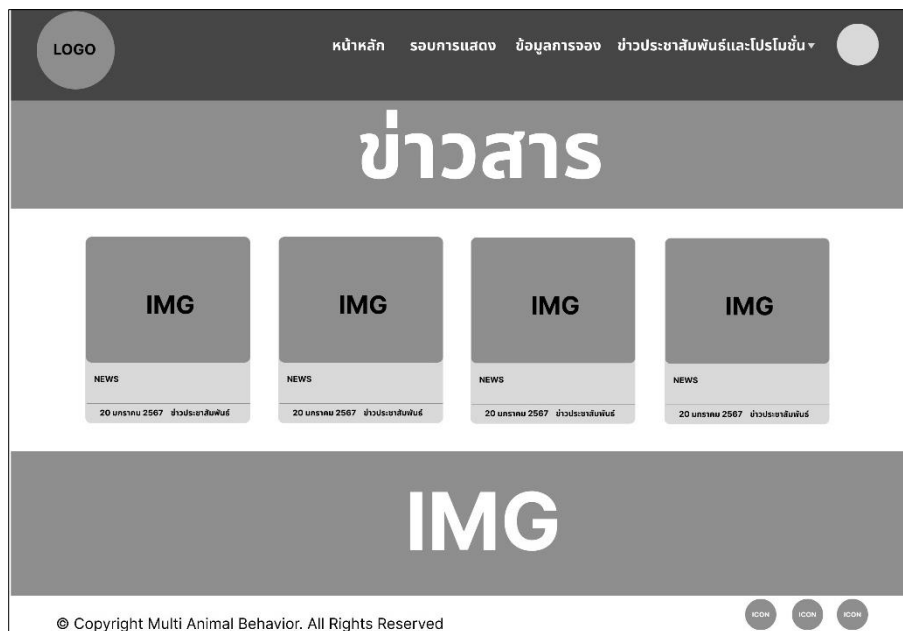 LOGO
หน้าหลัก รอบการแสดง ข้อมูลการจอง ข่าวประชาสัมพันธ์และโปรโมชั่น
ข่าวสาร
IMG IMG IMG IMG
NEWS NEWS NEWS NEWS
20 มกราคม 2567 ข่าวประชาสัมพันธ์ 20 มกราคม 2567 ข่าวประชาสัมพันธ์ 20 มกราคม 2567 ข่าวประชาสัมพันธ์ 20 มกราคม 2567 ข่าวประชาสัมพันธ์
IMG
ICON ICON ICON
© Copyright Multi Animal Behavior. All Rights Reserved